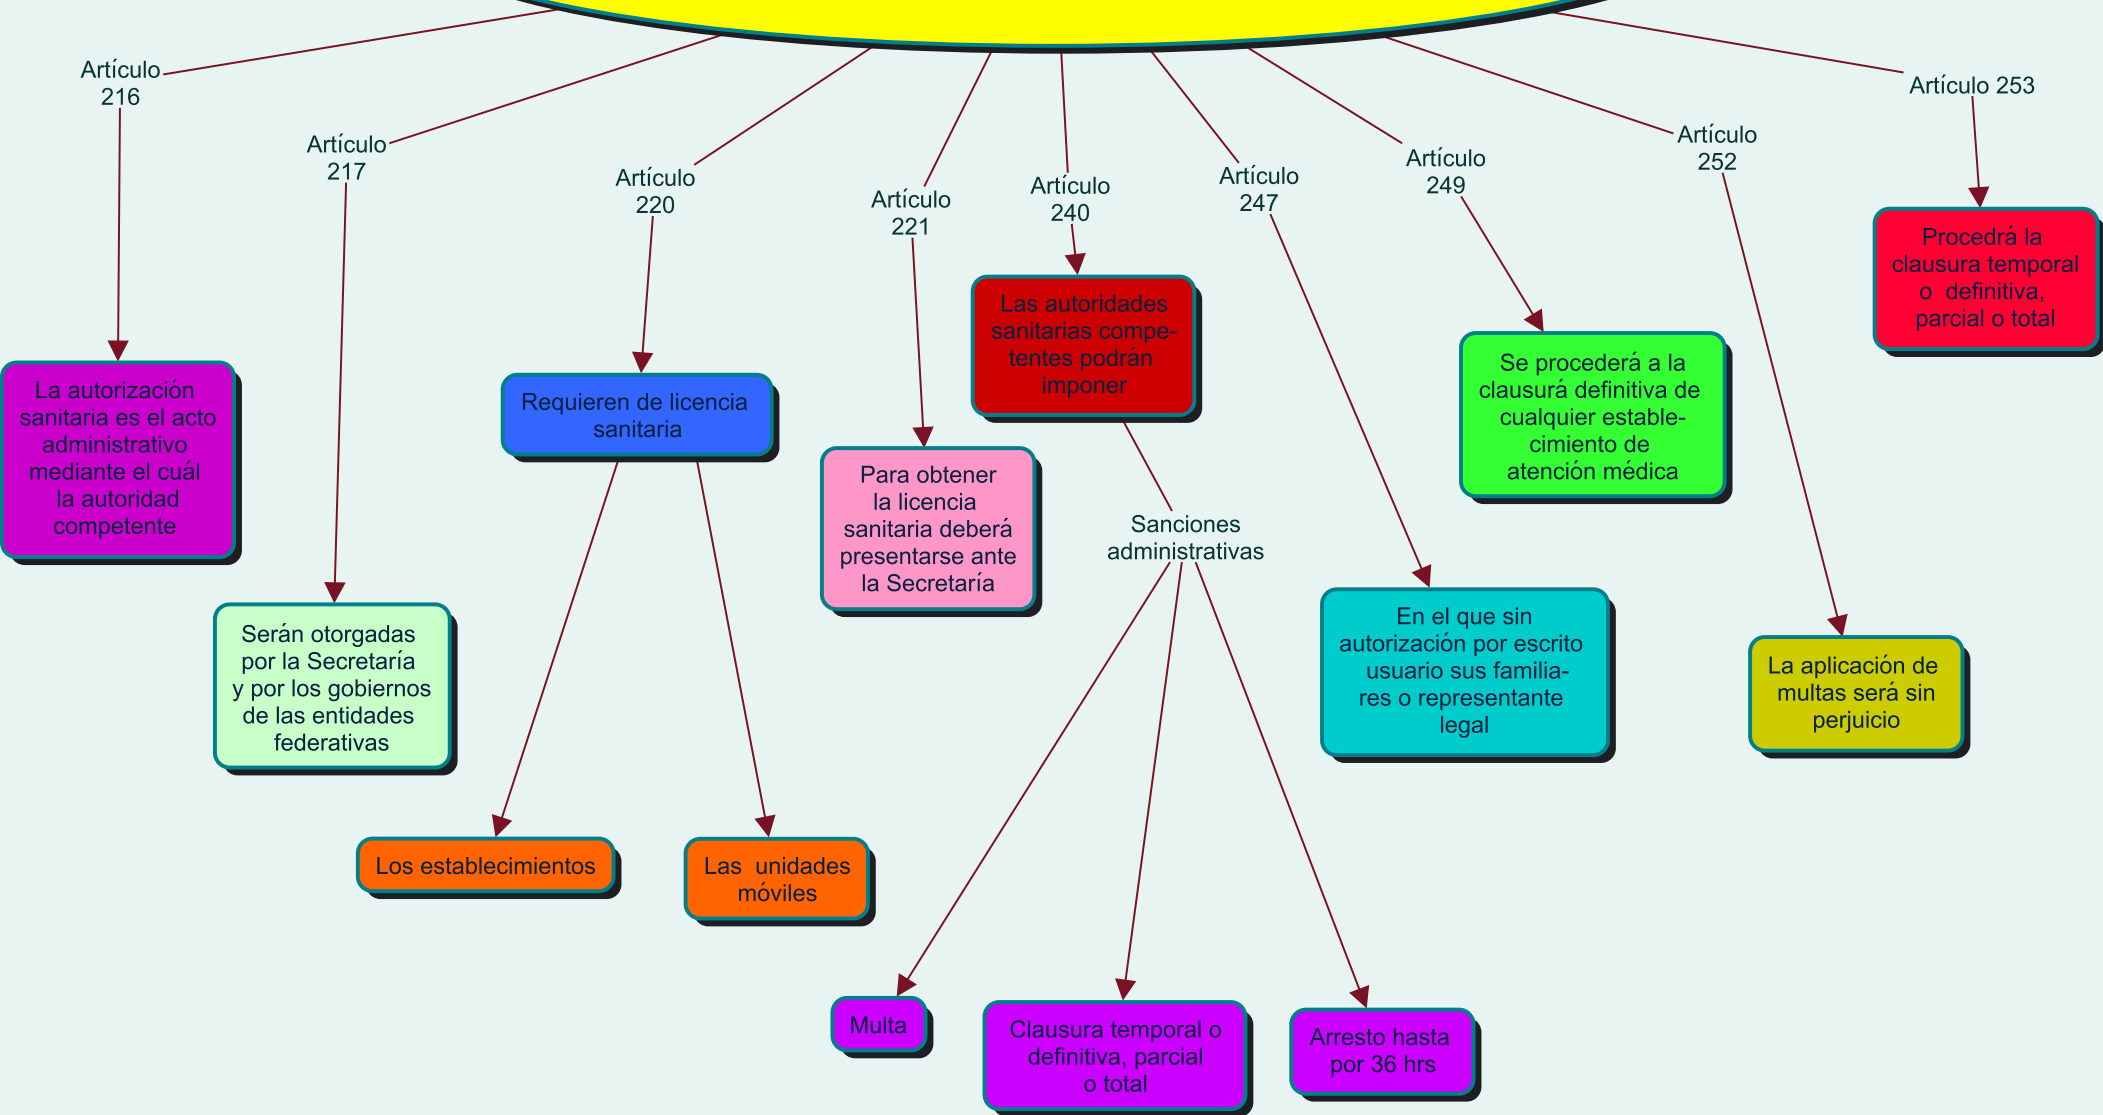 Artículo
216
Artículo
217
Artículo
220
Artículo
221
Artículo
240
Artículo
247
Artículo
249
Artículo
252
Artículo 253
La autorización
sanitaria es el acto
administrativo
mediante el cuál
la autoridad
competente
Serán otorgadas
por la Secretaría
y por los gobiernos
de las entidades
federativas
Requieren de licencia
sanitaria
Los establecimientos
Las unidades
móviles
Para obtener
la licencia
sanitaria deberá
presentarse ante
la Secretaría
Las autoridades
sanitarias compe-
tentes podrán
imponer
Sanciones
administrativas
Multa
Clausura temporal o
definitiva, parcial
o total
Arresto hasta
por 36 hrs
En el que sin
autorización por escrito
usuario sus familia-
res o representante
legal
Se procederá a la
clausurá definitiva de
cualquier estable-
cimiento de
atención médica
La aplicación de
multas será sin
perjuicio
Procedrá la
clausura temporal
o definitiva,
parcial o total